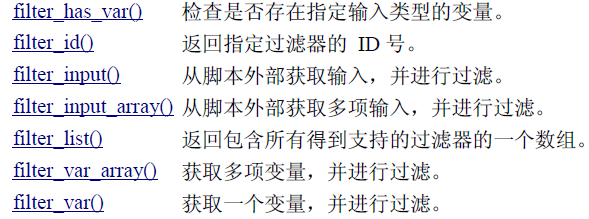 filter_has_var() 检查是否存在指定输入类型的变量。
filter_id() 返回指定过滤器的 ID 号。
filter_input() 从脚本外部获取输入，并进行过滤。
filter_input_array() 从脚本外部获取多项输入，并进行过滤。
filter_list() 返回包含所有得到支持的过滤器的一个数组。
filter_var_array() 获取多项变量，并进行过滤。
filter_var() 获取一个变量，并进行过滤。